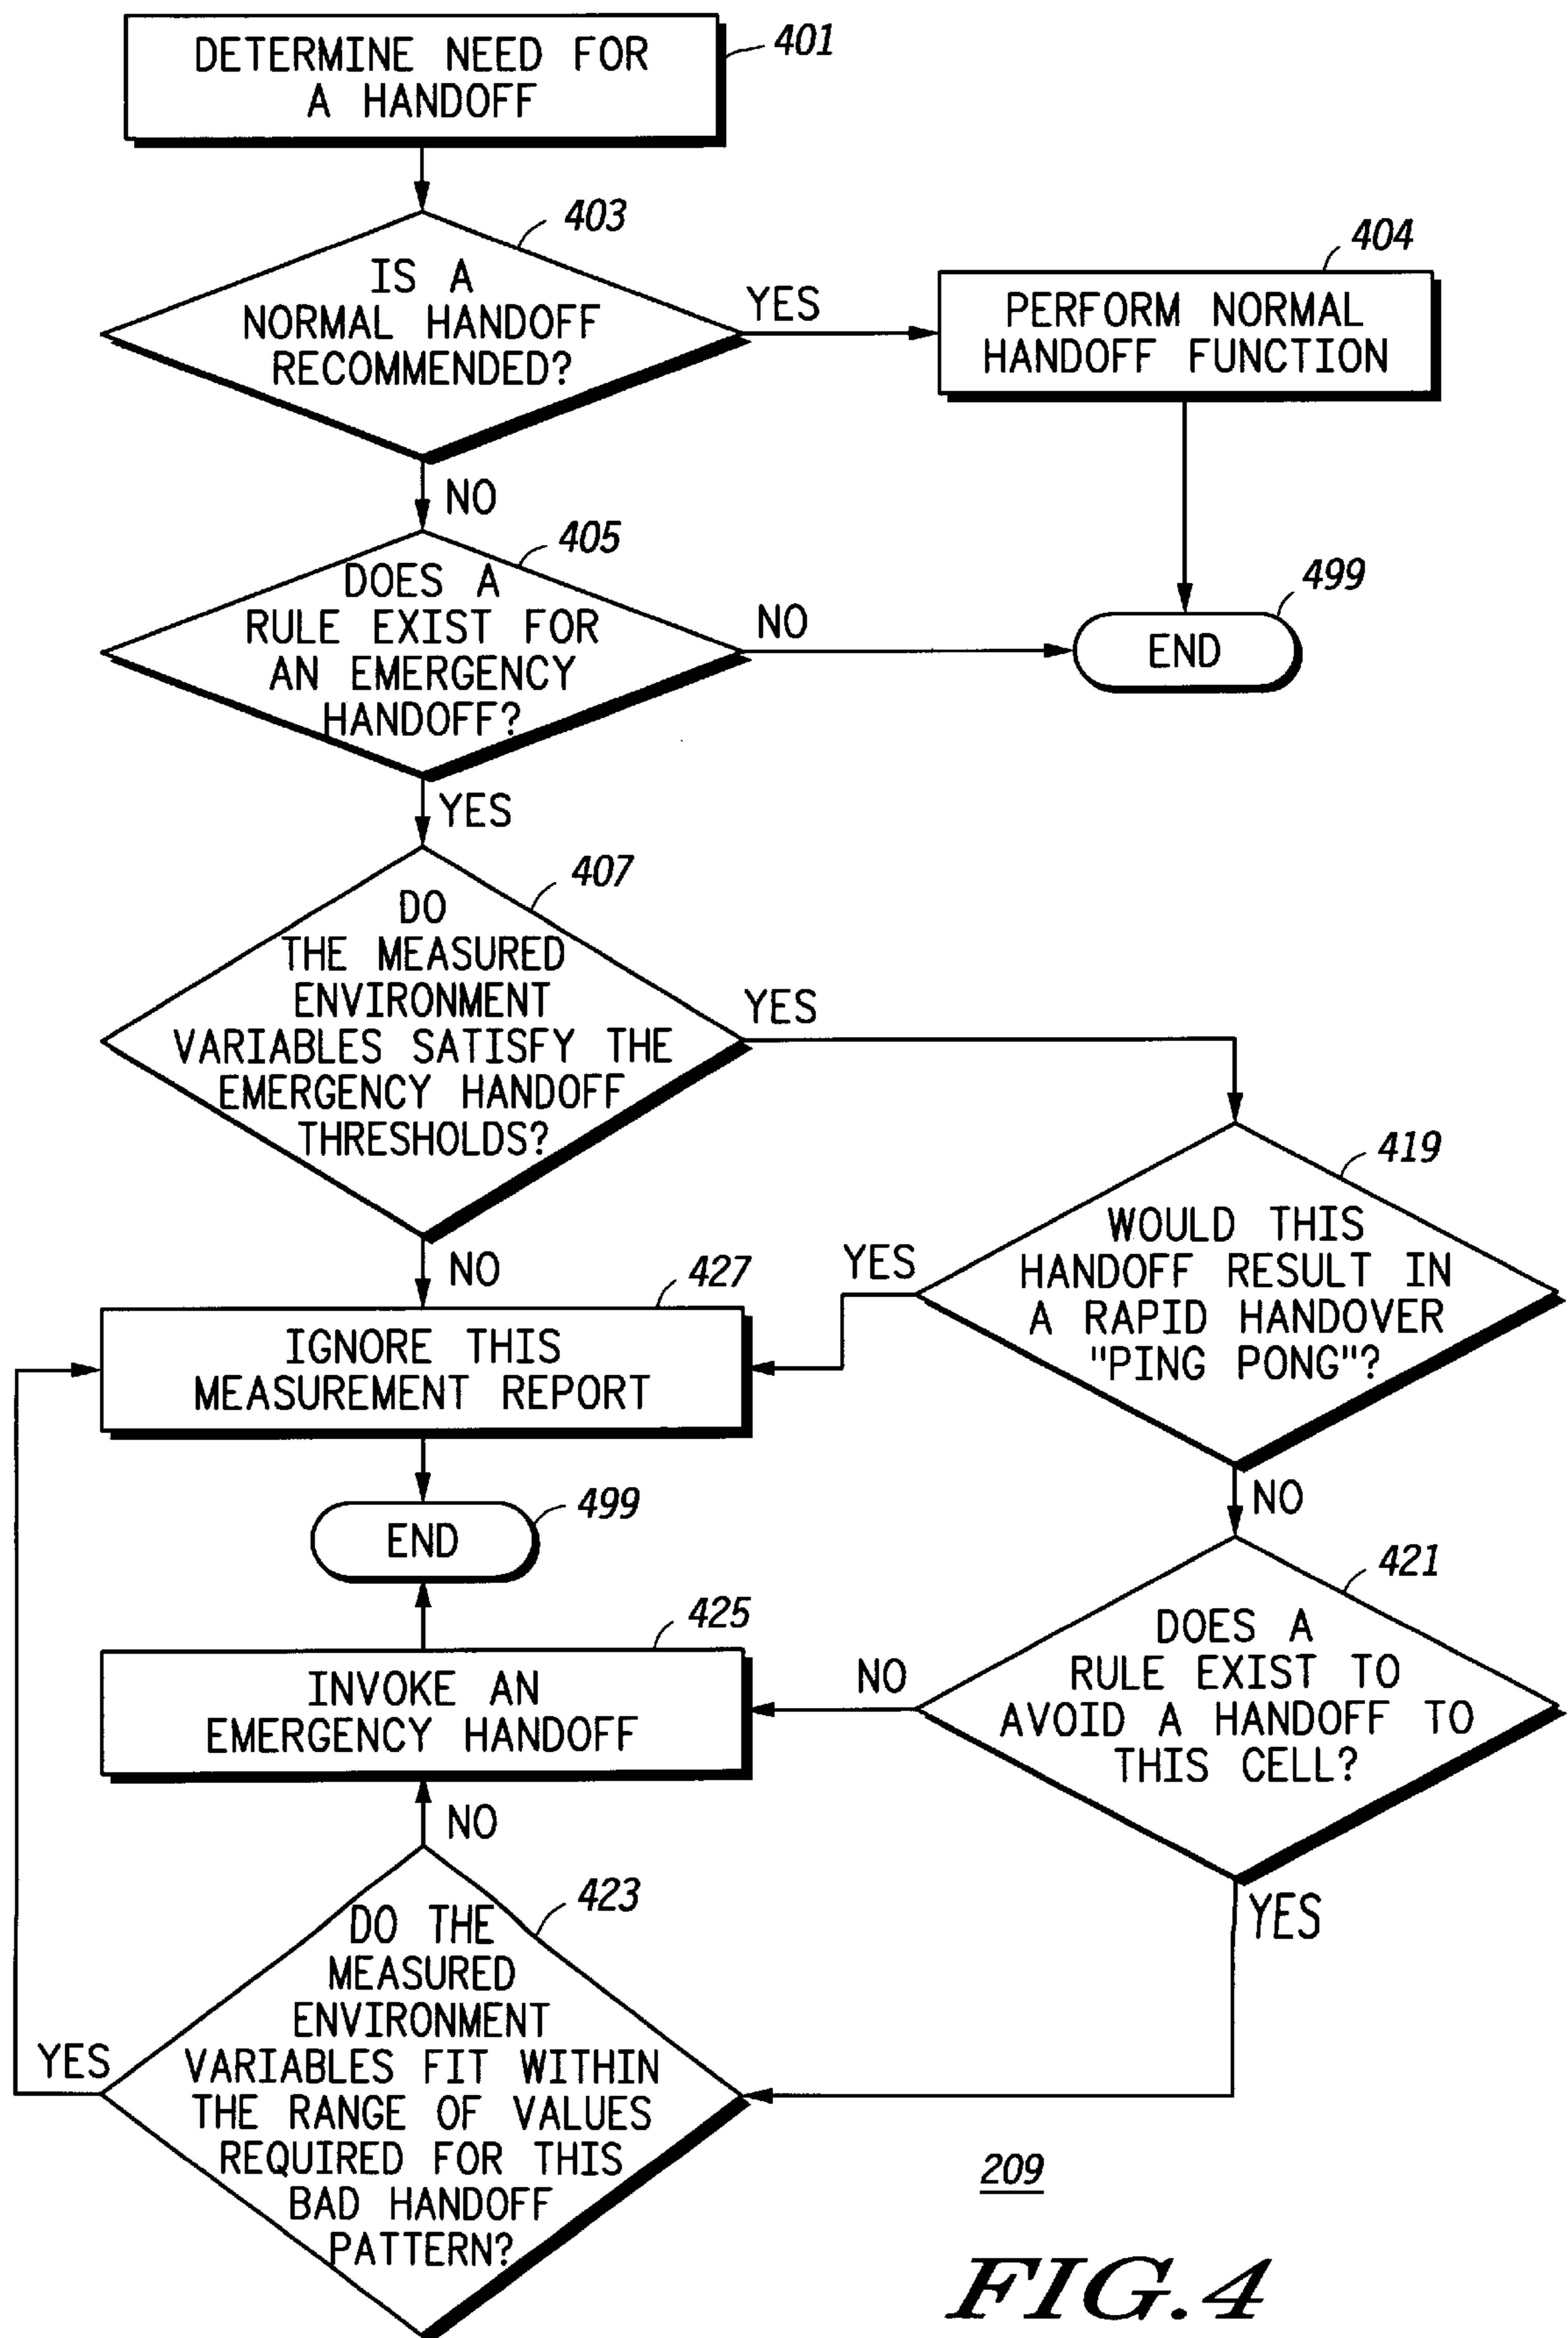 DETERMINE NEED FOR
A HANDOFF
401
403
IS A
NORMAL HANDOFF
RECOMMENDED?
YES
404
PERFORM NORMAL
HANDOFF FUNCTION
NO
405
DOES A
RULE EXIST FOR
AN EMERGENCY
HANDOFF?
NO
499
END
YES
407
DO
THE MEASURED
ENVIRONMENT
VARIABLES SATISFY THE
EMERGENCY HANDOFF
THRESHOLDS?
YES
419
WOULD THIS
HANDOFF RESULT IN
A RAPID HANDOVER
"PING PONG"?
YES
NO
427
IGNORE THIS
MEASUREMENT REPORT
499
END
NO
421
DOES A
RULE EXIST TO
AVOID A HANDOFF TO
THIS CELL?
NO
425
INVOKE AN
EMERGENCY HANDOFF
NO
YES
423
DO THE
MEASURED
ENVIRONMENT
VARIABLES FIT WITHIN
THE RANGE OF VALUES
REQUIRED FOR THIS
BAD HANDOFF
PATTERN?
YES
209
FIG.4